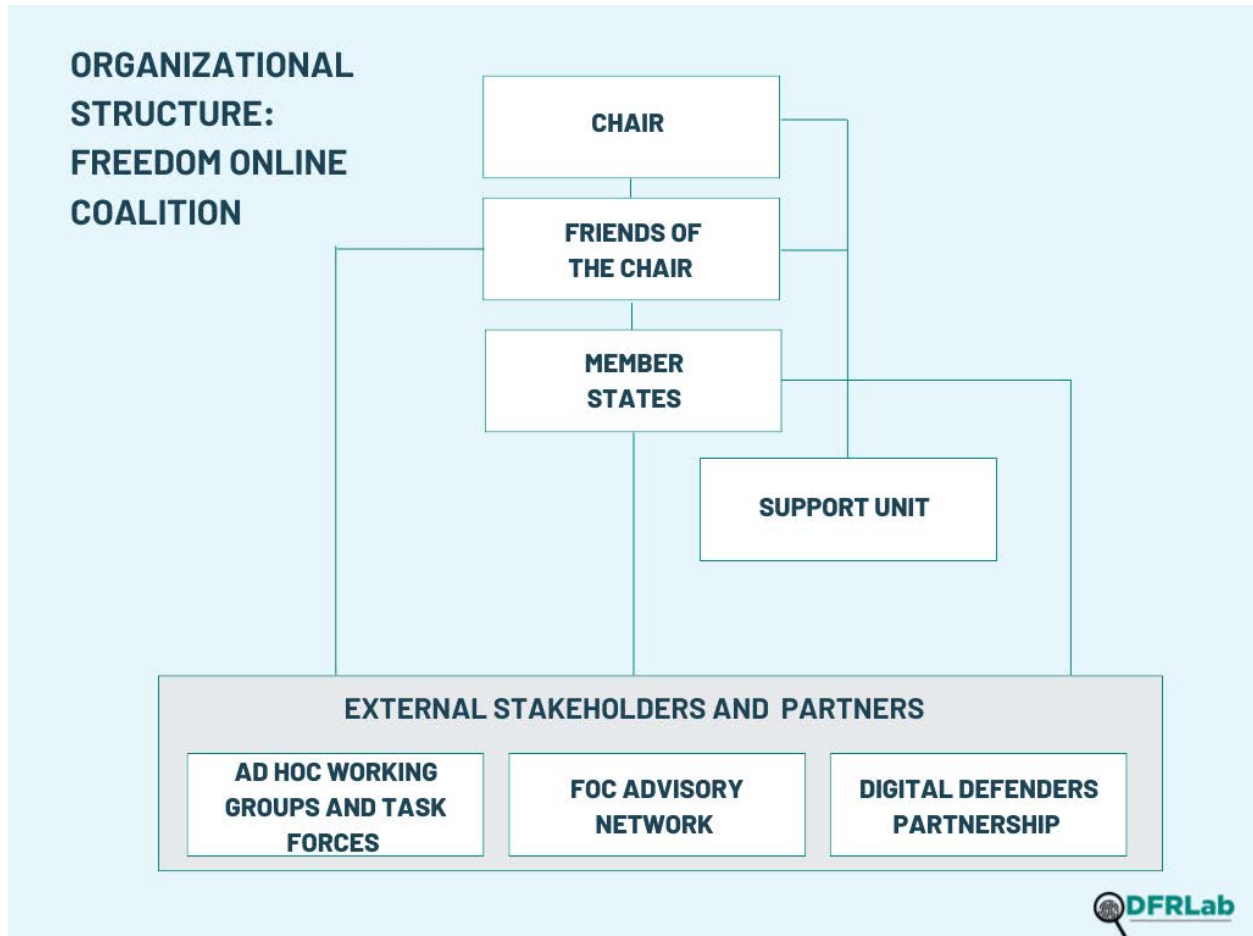 ORGANIZATIONAL
STRUCTURE:
FREEDOM ONLINE
COALITION
CHAIR
FRIENDS OF
THE CHAIR
MEMBER
STATES
SUPPORT UNIT
EXTERNAL STAKEHOLDERS AND PARTNERS
AD HOC WORKING
GROUPS AND TASK
FORCES
FOC ADVISORY
NETWORK
DIGITAL DEFENDERS
PARTNERSHIP
DFRLab